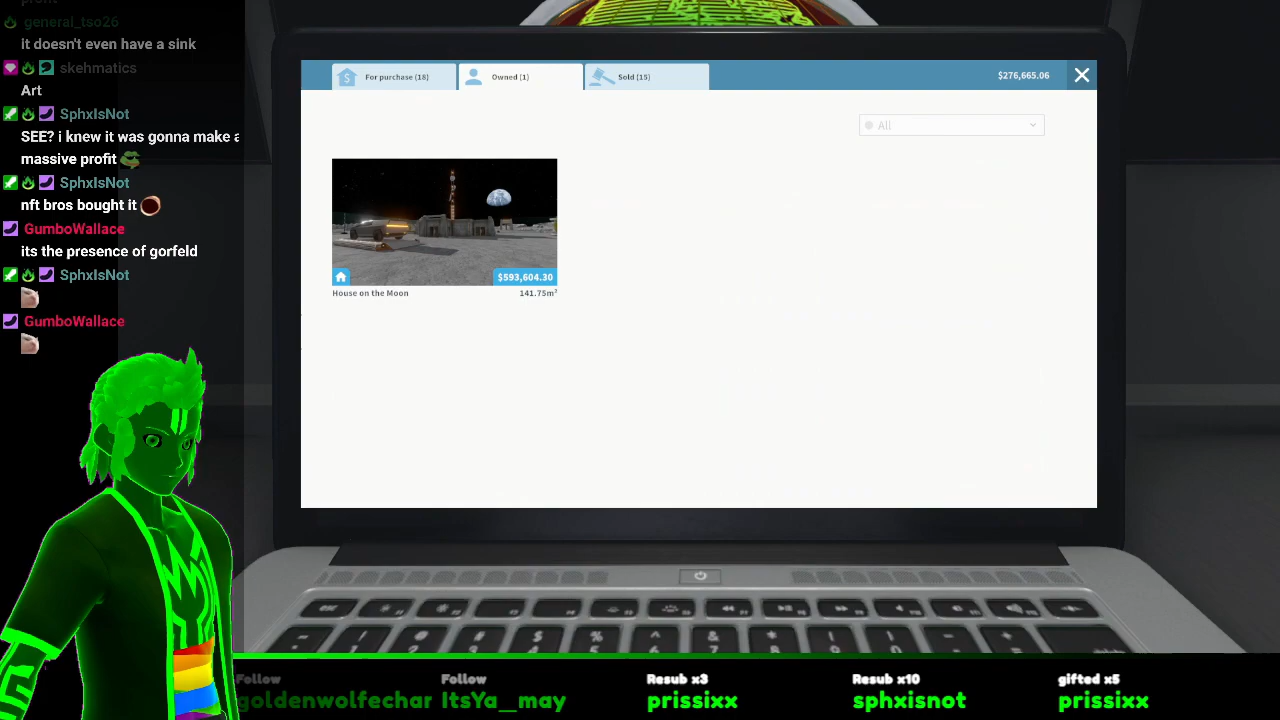 general_tso26
it doesn't even have a sink
skehmatics
Art
SphxIsNot
SEE? i knew it was gonna make a
massive profit
SphxIsNot
nft bros bought it
GumboWallace
its the presence of gorfeld
SphxIsNot
GumboWallace
For purchase (18)
Owned (1)
Sold (15)
$276,665.06
All
$593,604.30
House on the Moon
141.75m²
esc
Follow
goldenwolfechar
Follow
ItsYa_may
Resub x3
prissixx
Resub x10
sphxisnot
gifted x5
prissixx